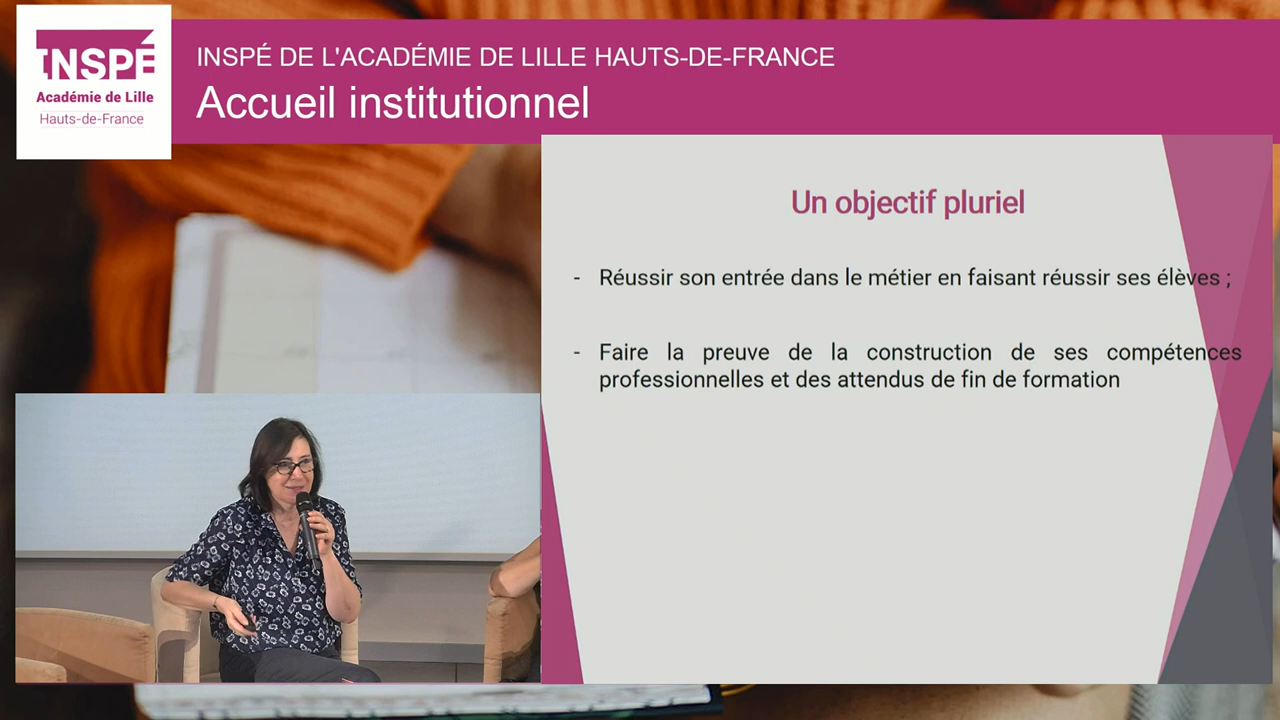 INSPÉ
Académie de Lille
Hauts-de-France
INSPÉ DE L'ACADÉMIE DE LILLE HAUTS-DE-FRANCE
Accueil institutionnel
Un objectif pluriel
- Réussir son entrée dans le métier en faisant réussir ses élèves ;
- Faire la preuve de la construction de ses compétences
professionnelles et des attendus de fin de formation